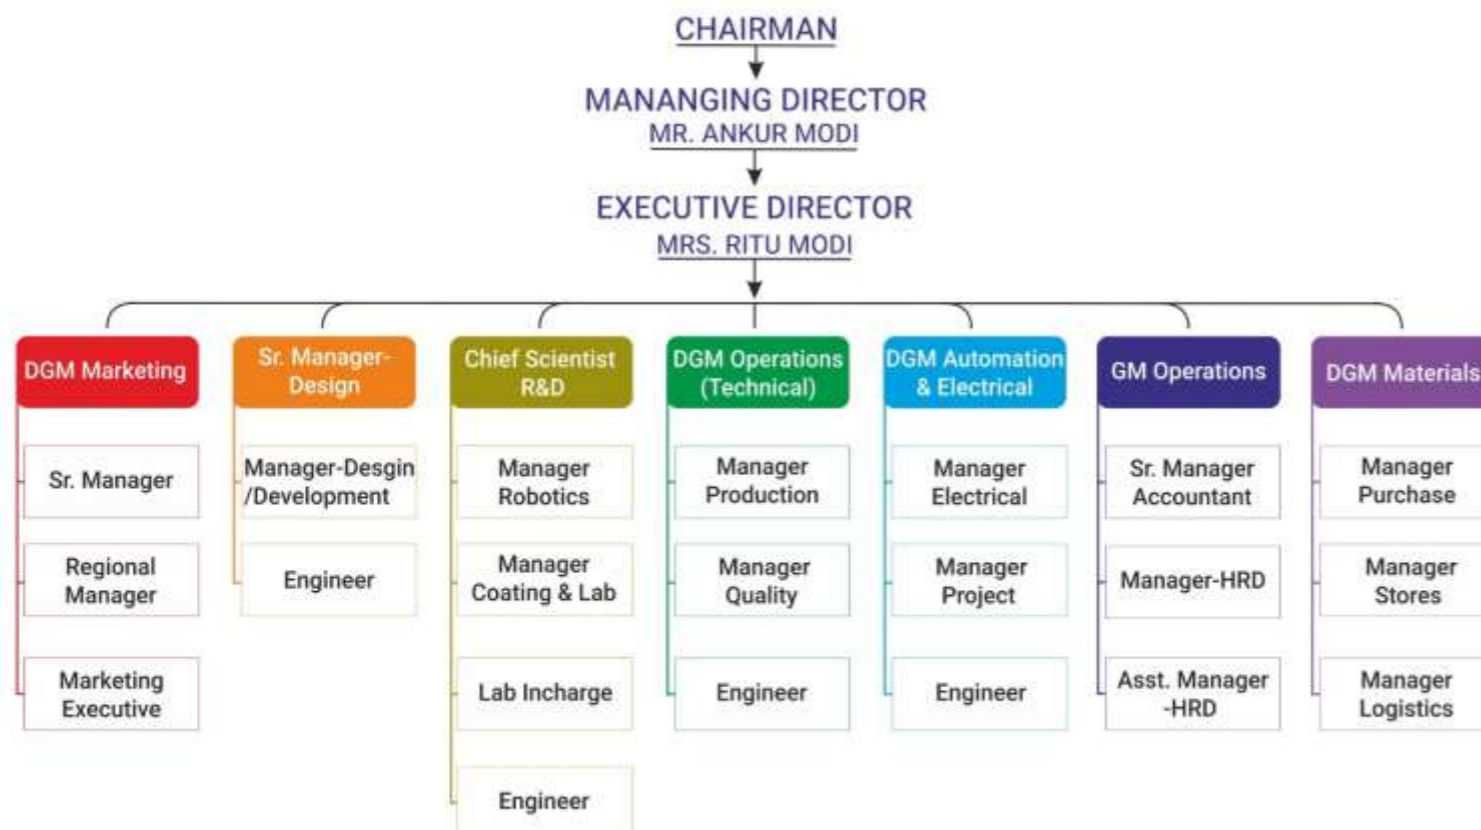 CHAIRMAN
MANANGING DIRECTOR
MR. ANKUR MODI
EXECUTIVE DIRECTOR
MRS. RITU MODI
DGM Marketing
Sr. Manager
Regional
Manager
Marketing
Executive
Sr. Manager-
Design
Manager-Desgin
/Development
Engineer
Chief Scientist
R&D
Manager
Robotics
Manager
Coating & Lab
Lab Incharge
Engineer
DGM Operations
(Technical)
Manager
Production
Manager
Quality
Engineer
DGM Automation
& Electrical
Manager
Electrical
Manager
Project
Engineer
GM Operations
Sr. Manager
Accountant
Manager-HRD
Asst. Manager
-HRD
DGM Materials
Manager
Purchase
Manager
Stores
Manager
Logistics